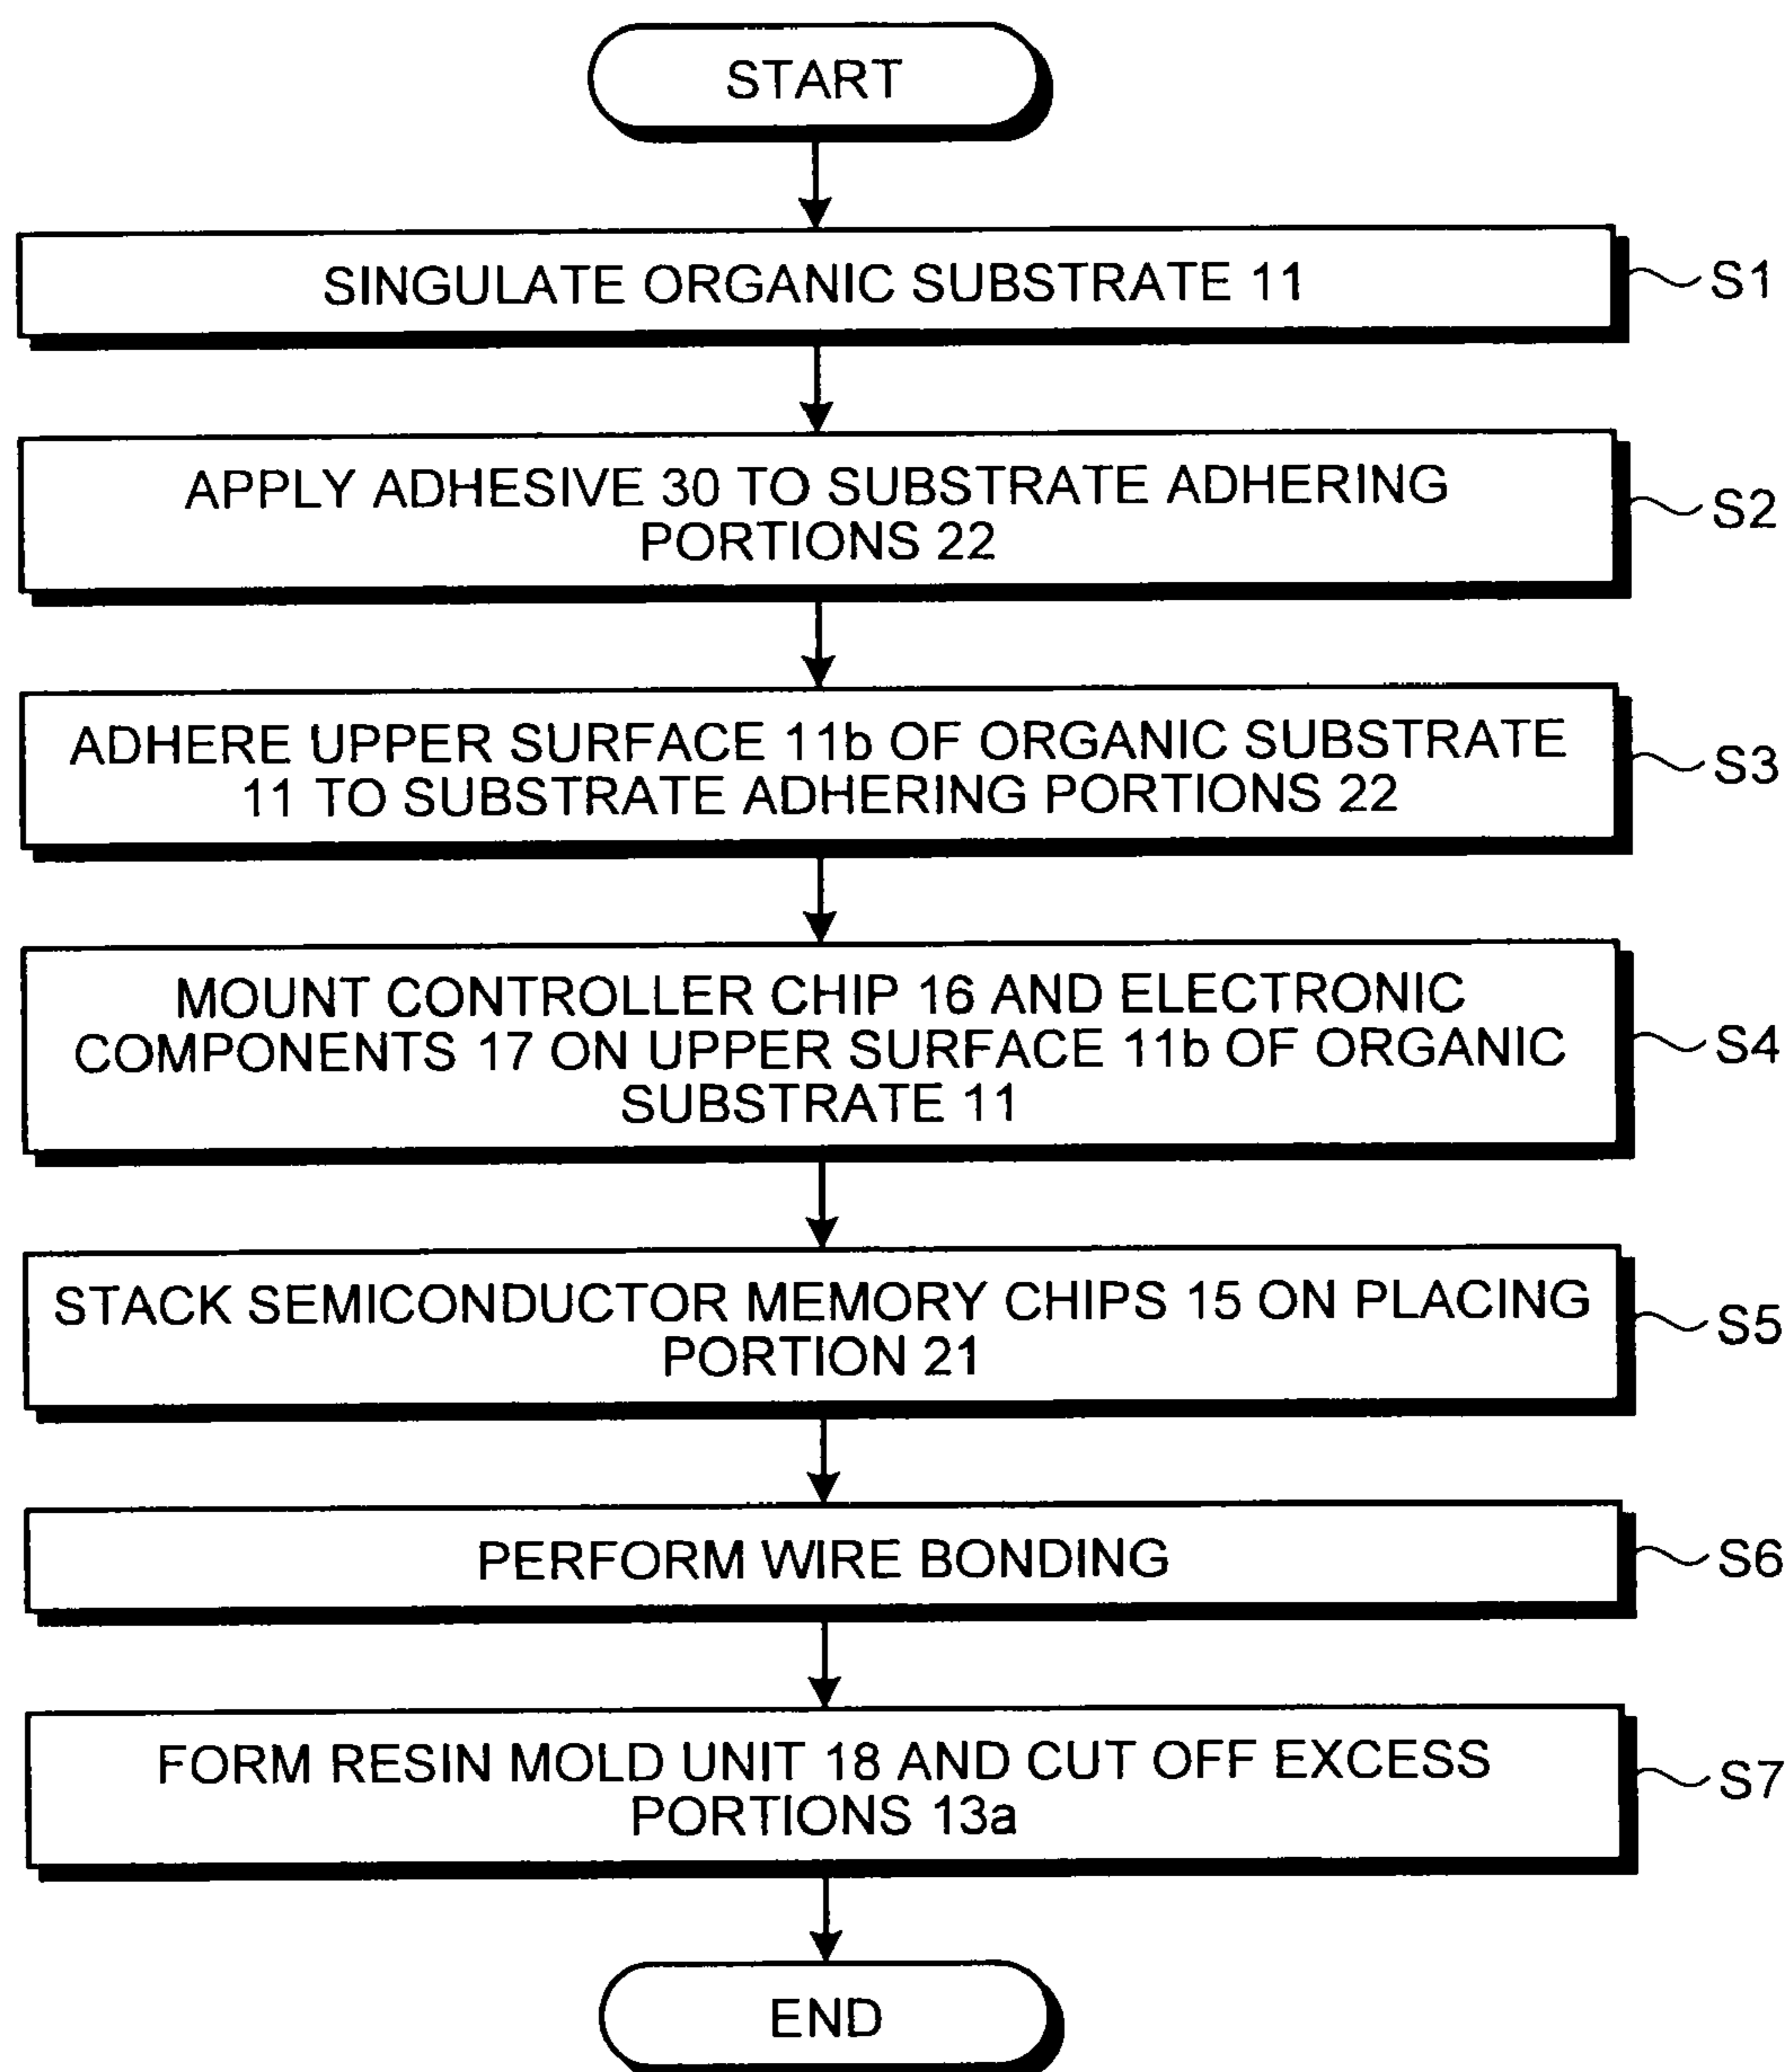 START
SINGULATE ORGANIC SUBSTRATE 11
S1
APPLY ADHESIVE 30 TO SUBSTRATE ADHERING
PORTIONS 22
S2
ADHERE UPPER SURFACE 11b OF ORGANIC SUBSTRATE
11 TO SUBSTRATE ADHERING PORTIONS 22
S3
MOUNT CONTROLLER CHIP 16 AND ELECTRONIC
COMPONENTS 17 ON UPPER SURFACE 11b OF ORGANIC
SUBSTRATE 11
S4
STACK SEMICONDUCTOR MEMORY CHIPS 15 ON PLACING
PORTION 21
S5
PERFORM WIRE BONDING
S6
FORM RESIN MOLD UNIT 18 AND CUT OFF EXCESS
PORTIONS 13a
S7
END